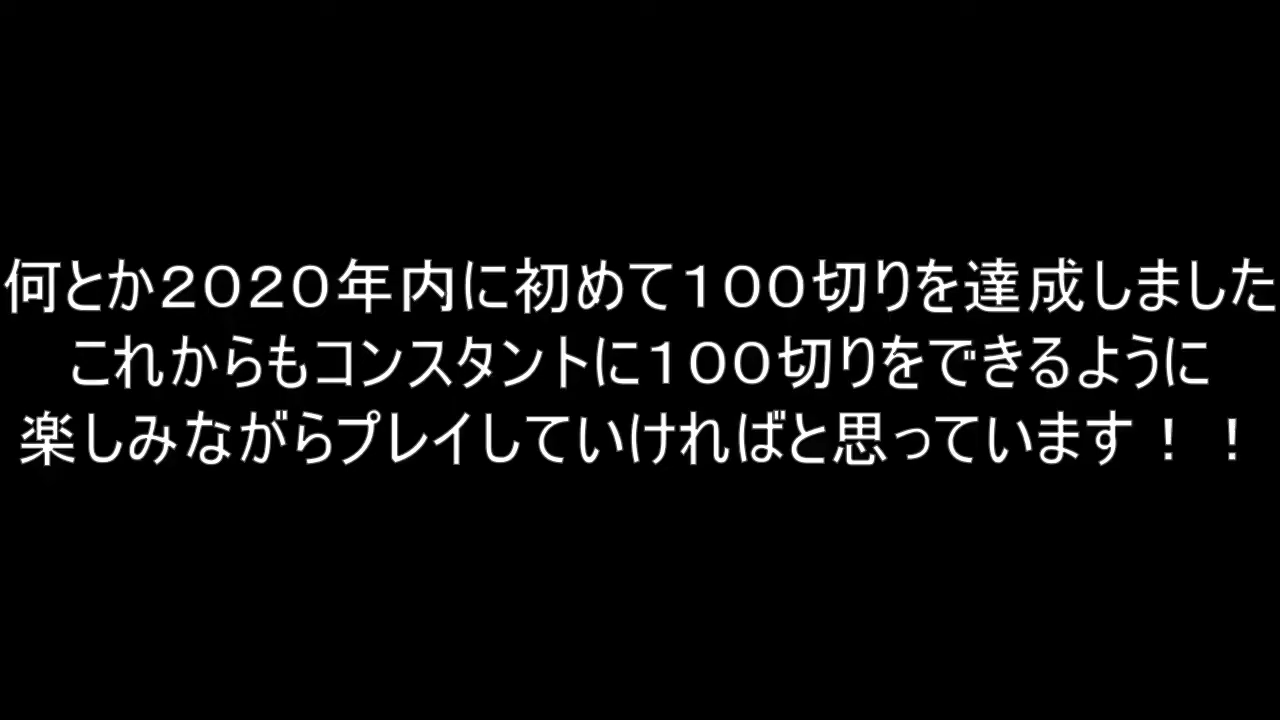 何とか２０２０年内に初めて１００切りを達成しました
これからもコンスタントに１００切りをできるように
楽しみながらプレイしていければと思っています！！